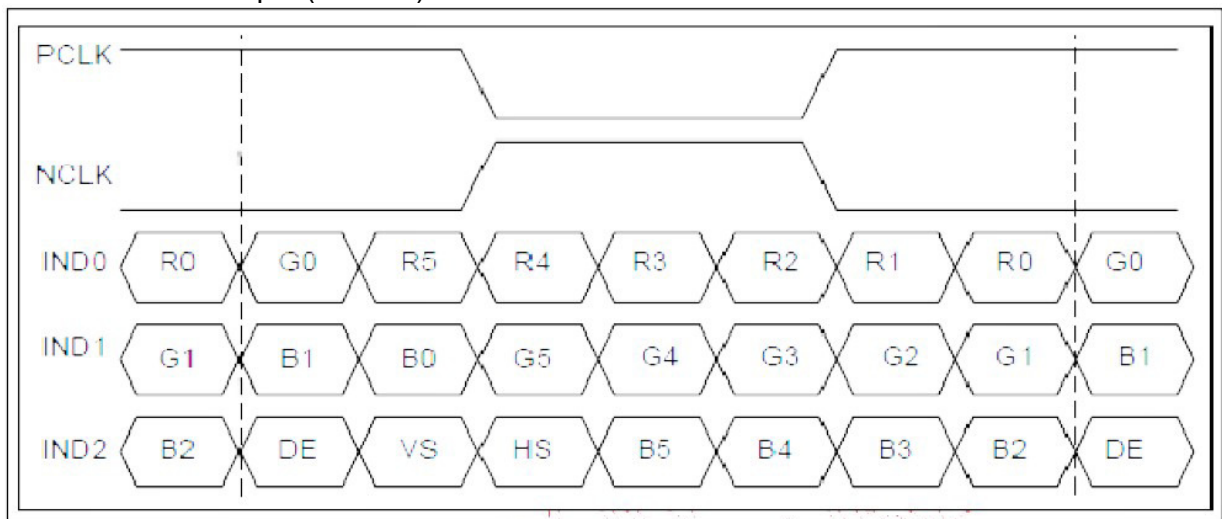 PCLK
NCLK
IND0 R0 G0 R5 R4 R3 R2 R1 R0 G0
IND1 G1 B1 B0 G5 G4 G3 G2 G1 B1
IND2 B2 DE VS HS B5 B4 B3 B2 DE